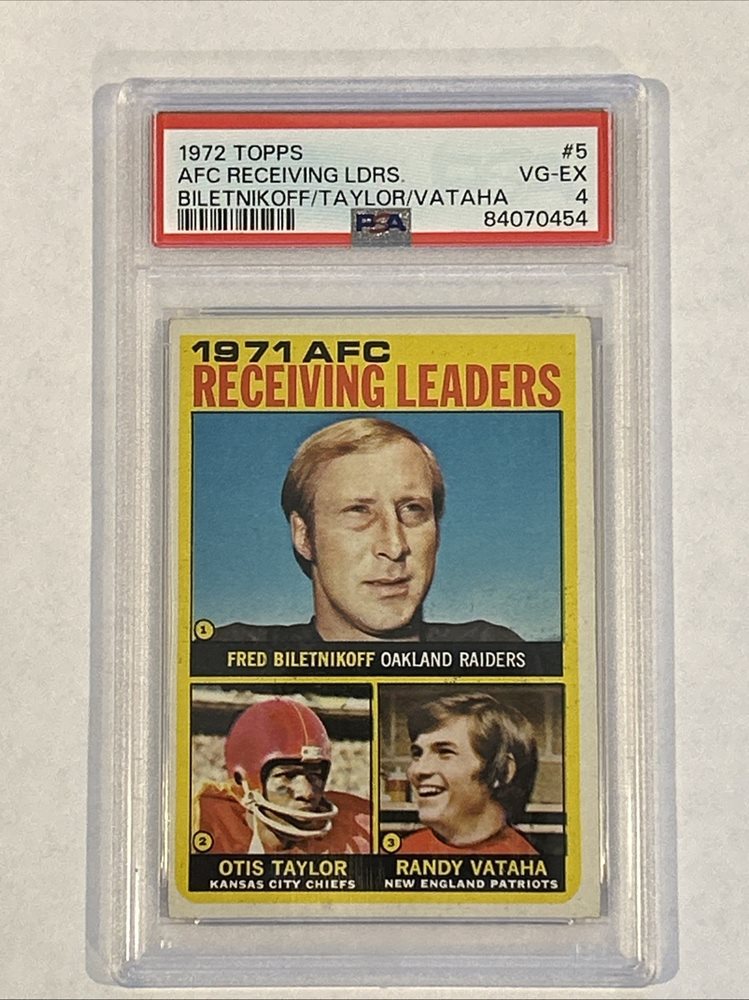 1972 TOPPS #5
AFC RECEIVING LDRS. VG-EX
BILETNIKOFF/TAYLOR/VATAHA 4
PSA 84070454
1971 AFC
RECEIVING LEADERS
1
FRED BILETNIKOFF OAKLAND RAIDERS
2
OTIS TAYLOR
KANSAS CITY CHIEFS
3
RANDY VATAHA
NEW ENGLAND PATRIOTS